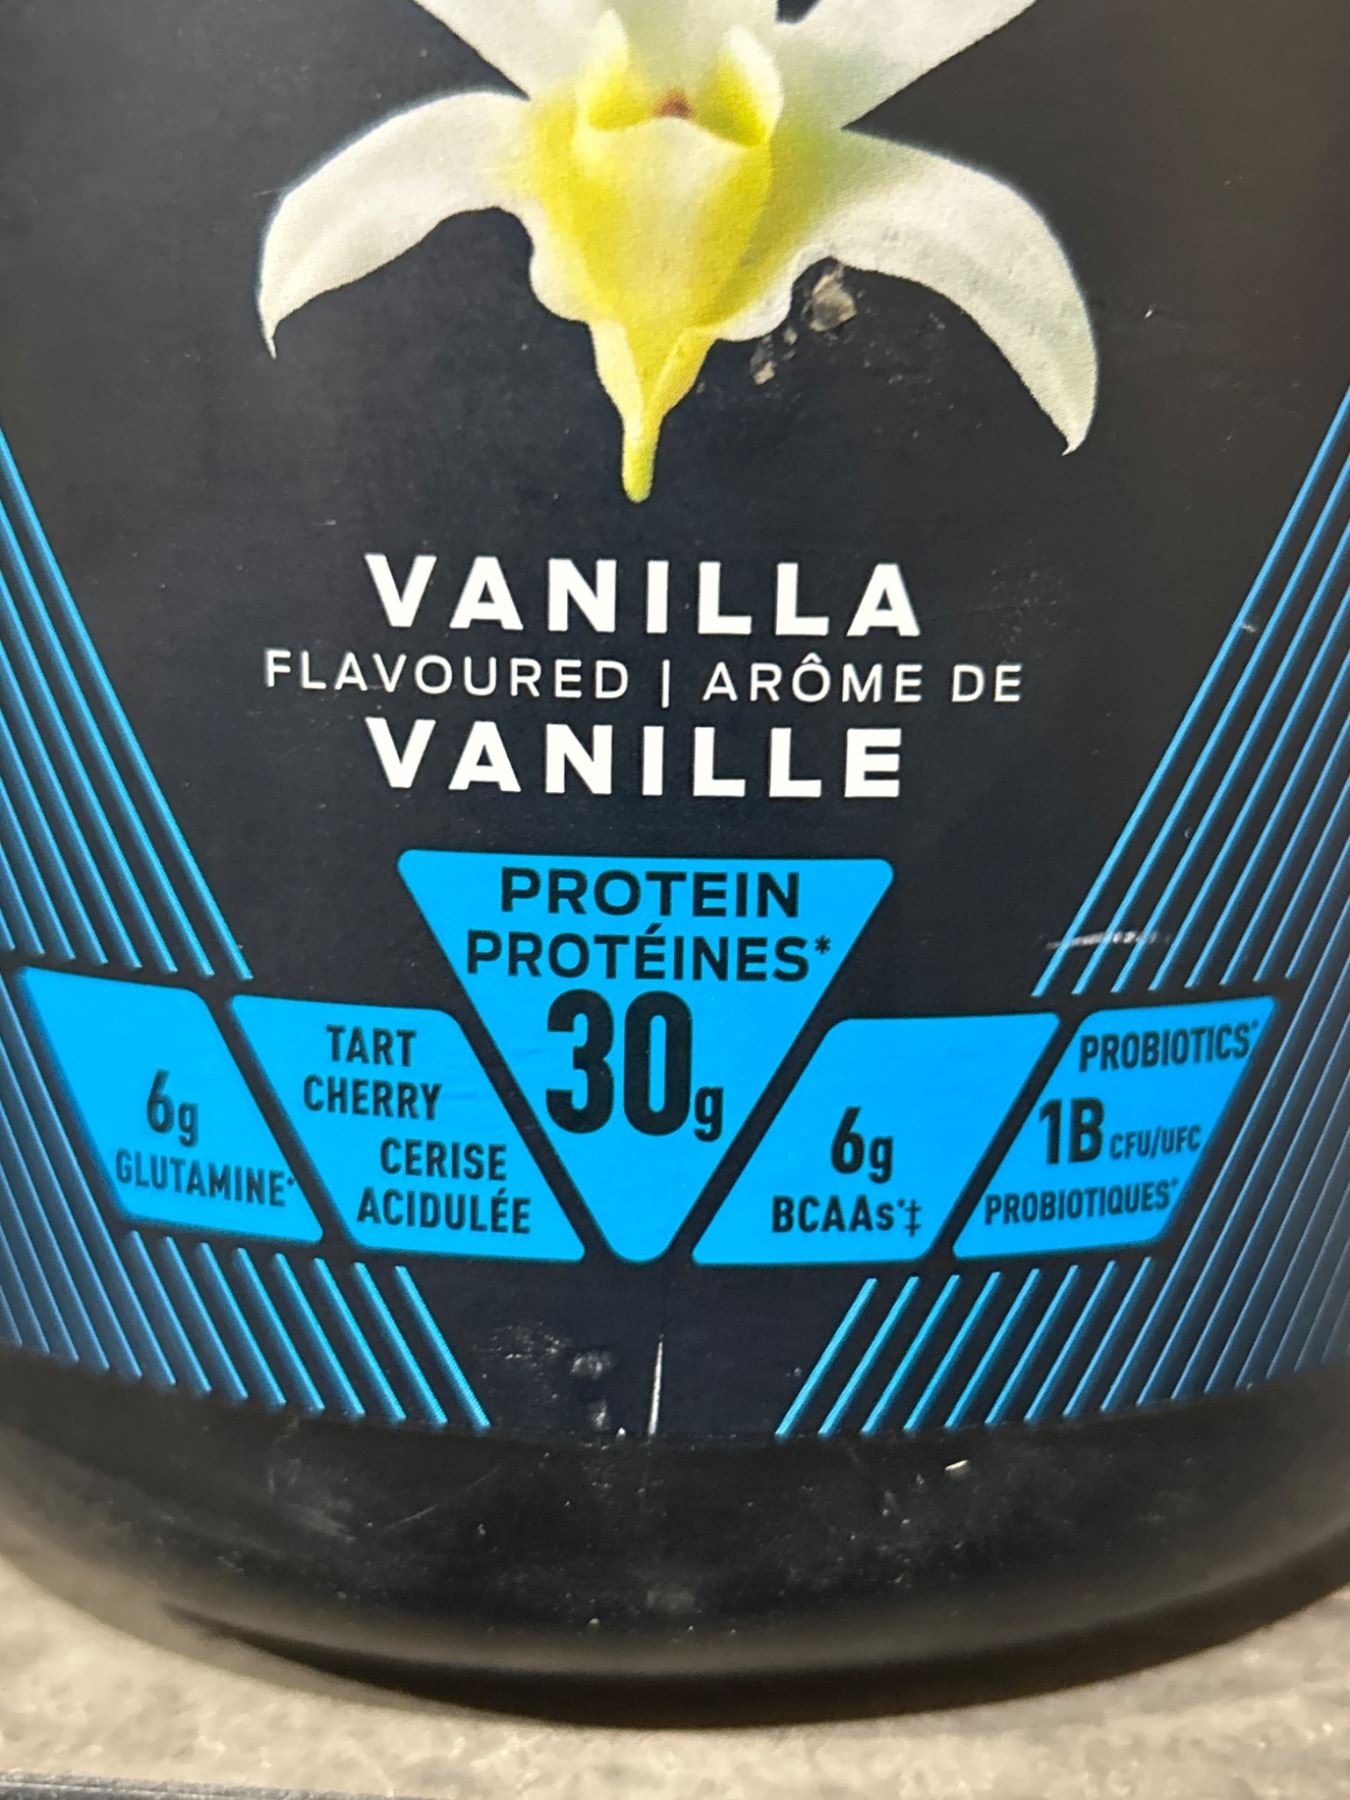 VANILLA
FLAVOURED | ARÔME DE
VANILLE
PROTEIN
PROTÉINES*
30g
6g
GLUTAMINE*
TART
CHERRY
CERISE
ACIDULÉE
6g
BCAAs*‡
PROBIOTICS*
1B CFU/UFC
PROBIOTIQUES*